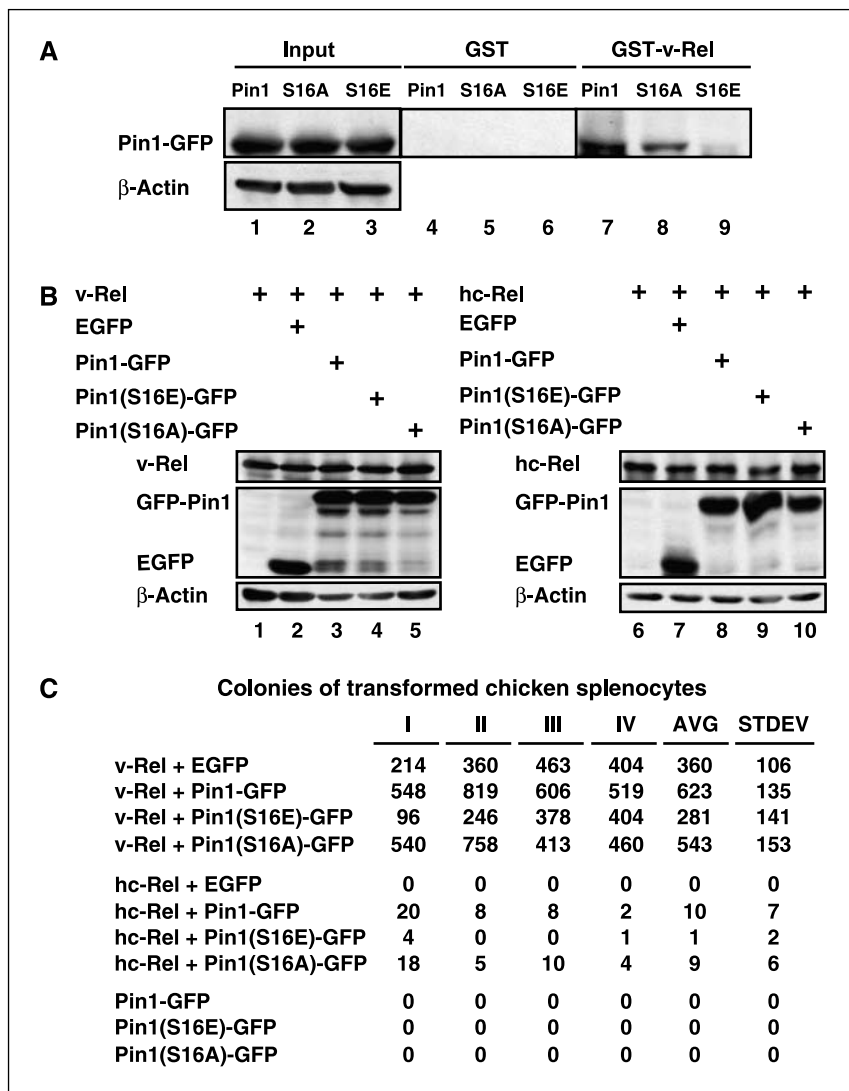 A
Input GST GST-v-Rel
Pin1 S16A S16E Pin1 S16A S16E Pin1 S16A S16E
Pin1-GFP
β-Actin
1 2 3 4 5 6 7 8 9
B
v-Rel + + + + +
EGFP +
Pin1-GFP +
Pin1(S16E)-GFP +
Pin1(S16A)-GFP +
v-Rel
GFP-Pin1
EGFP
β-Actin
1 2 3 4 5
hc-Rel + + + + +
EGFP +
Pin1-GFP +
Pin1(S16E)-GFP +
Pin1(S16A)-GFP +
hc-Rel
GFP-Pin1
EGFP
β-Actin
6 7 8 9 10
C Colonies of transformed chicken splenocytes
I II III IV AVG STDEV
v-Rel + EGFP 214 360 463 404 360 106
v-Rel + Pin1-GFP 548 819 606 519 623 135
v-Rel + Pin1(S16E)-GFP 96 246 378 404 281 141
v-Rel + Pin1(S16A)-GFP 540 758 413 460 543 153
hc-Rel + EGFP 0 0 0 0 0 0
hc-Rel + Pin1-GFP 20 8 8 2 10 7
hc-Rel + Pin1(S16E)-GFP 4 0 0 1 1 2
hc-Rel + Pin1(S16A)-GFP 18 5 10 4 9 6
Pin1-GFP 0 0 0 0 0 0
Pin1(S16E)-GFP 0 0 0 0 0 0
Pin1(S16A)-GFP 0 0 0 0 0 0